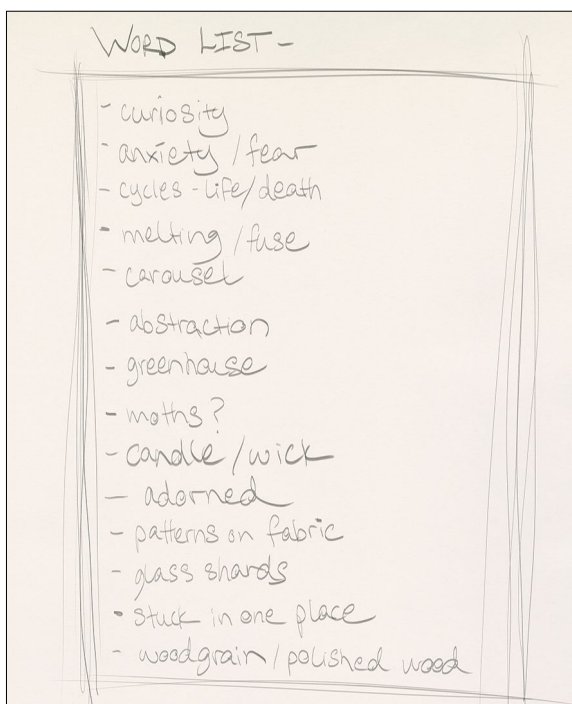 WORD LIST-
- curiosity
- anxiety / fear
- cycles - life/death
- melting / fuse
- carousel
- abstraction
- greenhouse
- moths?
- candle / wick
- adorned
- patterns on fabric
- glass shards
- stuck in one place
- woodgrain / polished wood